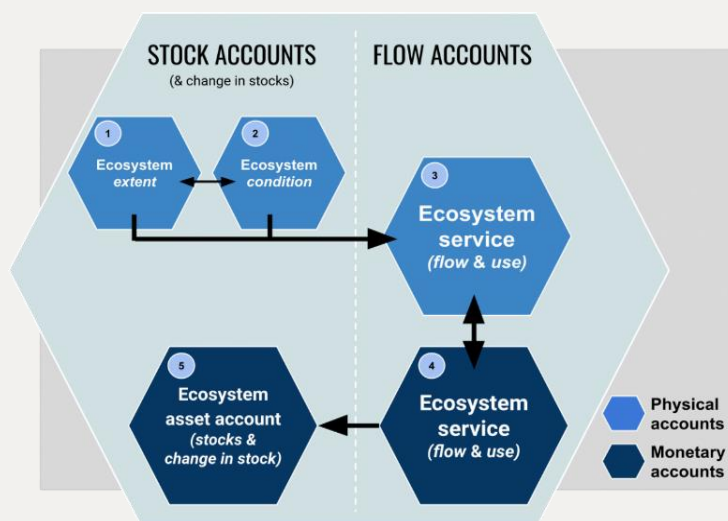 STOCK ACCOUNTS
(& change in stocks)
FLOW ACCOUNTS
1
Ecosystem
extent
2
Ecosystem
condition
3
Ecosystem
service
(flow & use)
5
Ecosystem
asset account
(stocks &
change in stock)
4
Ecosystem
service
(flow & use)
Physical
accounts
Monetary
accounts